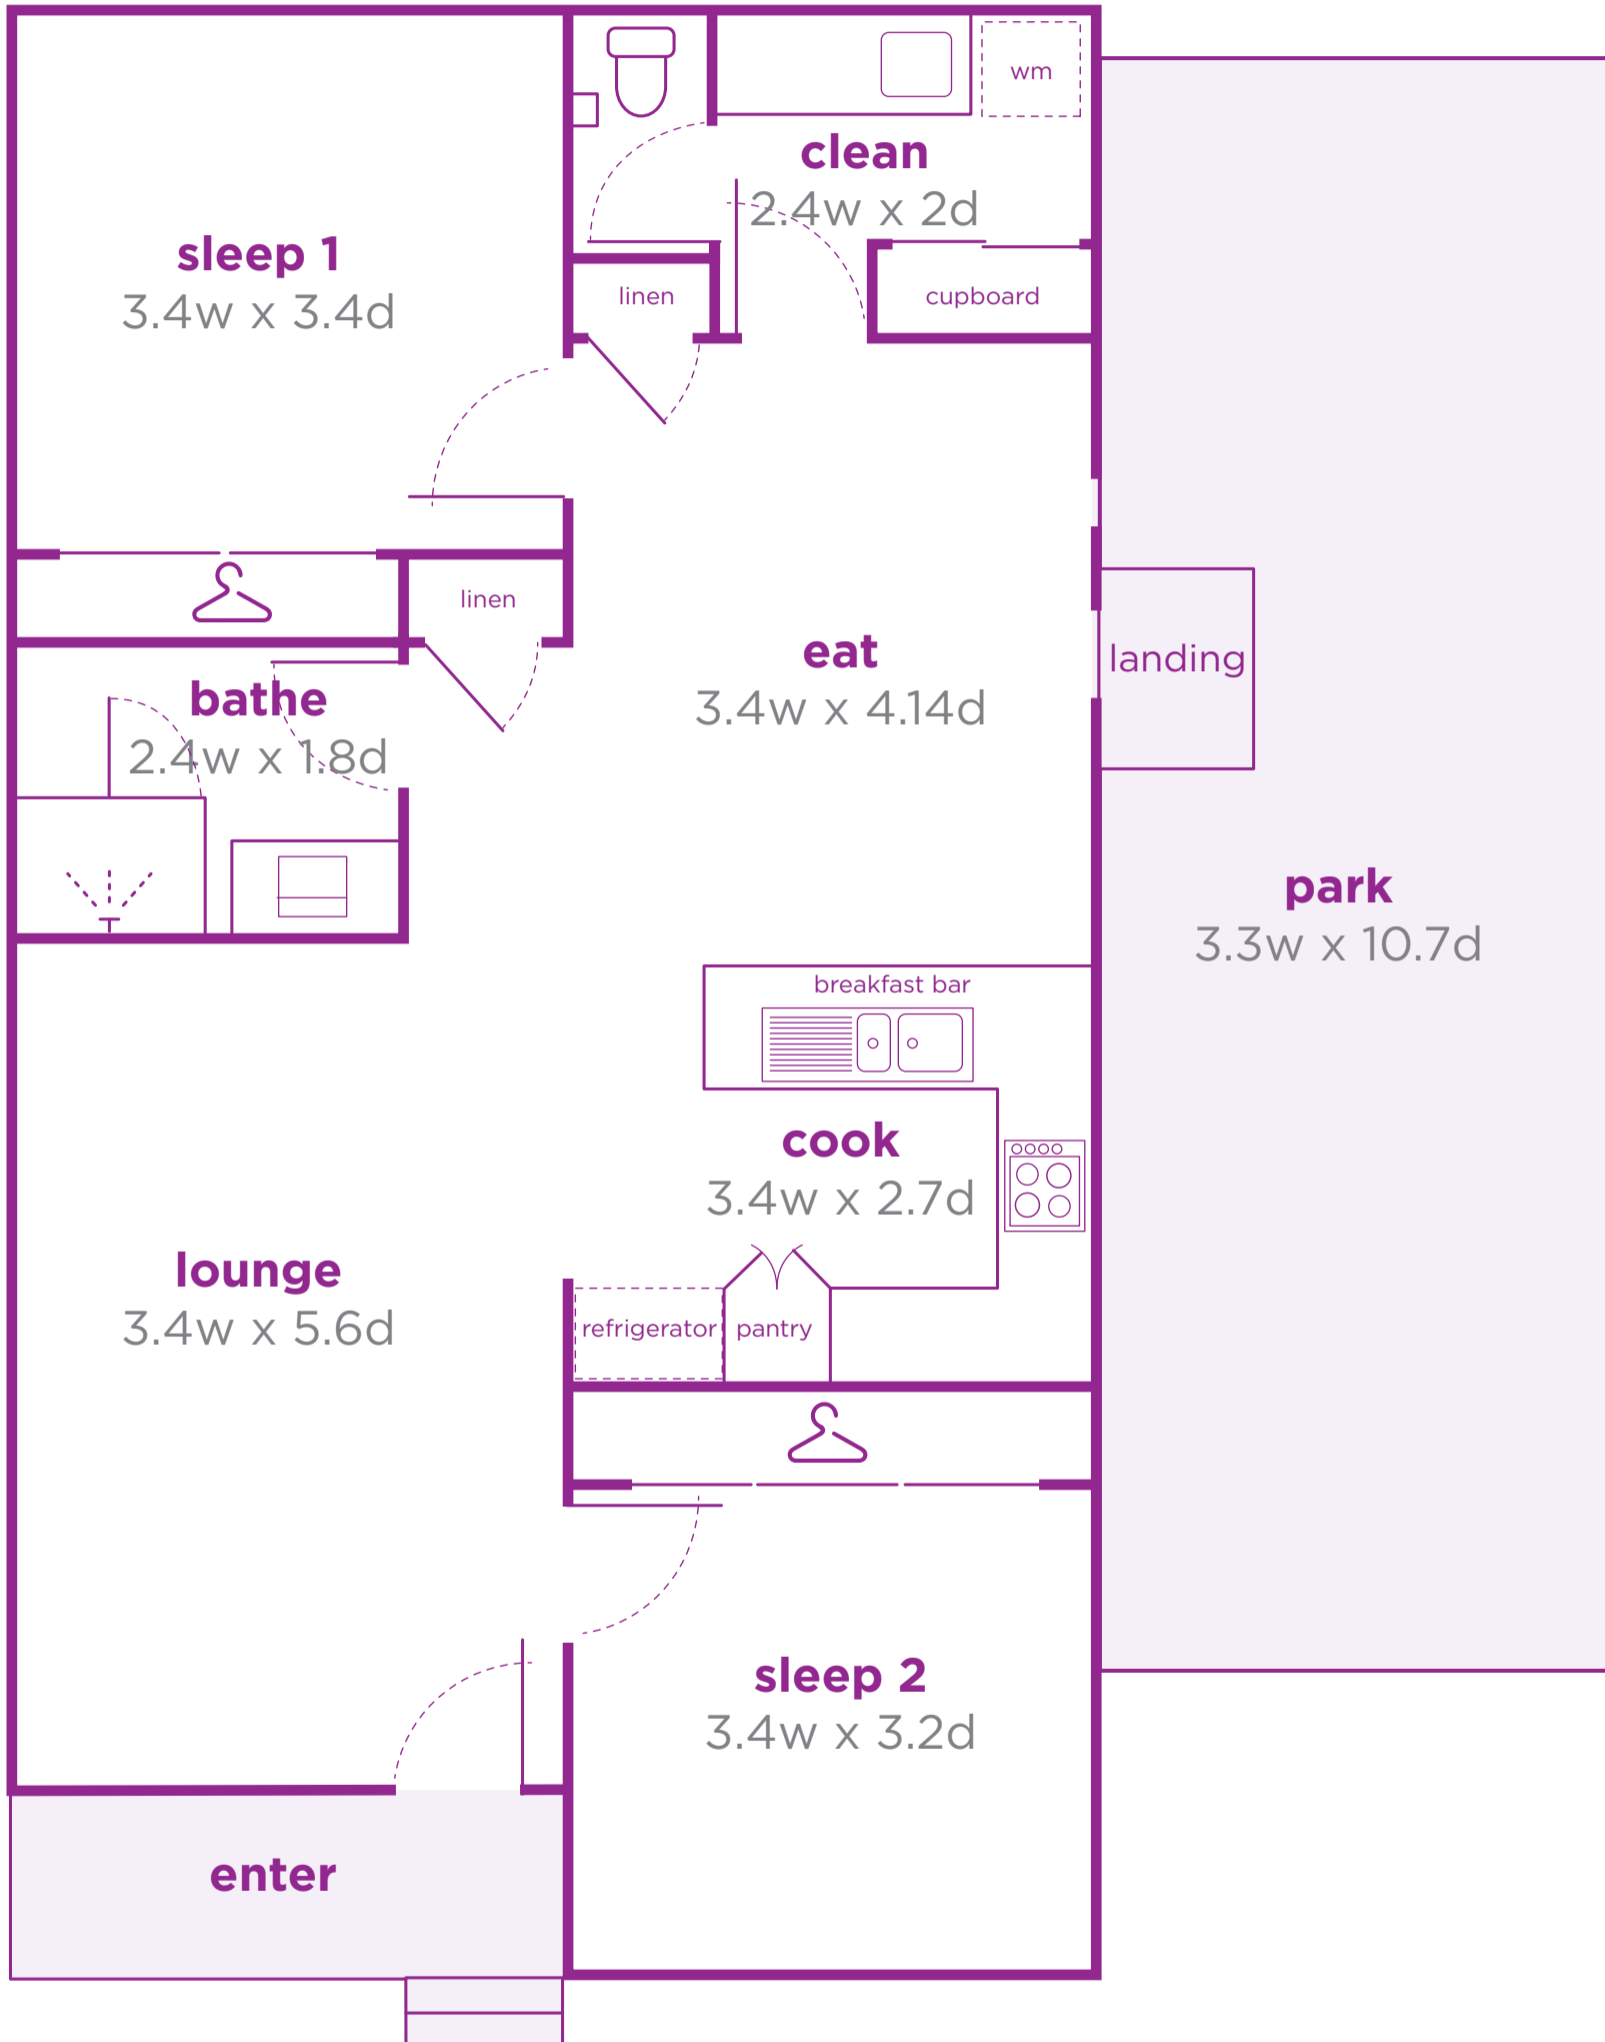 wm
clean
2.4w x 2d
sleep 1
3.4w x 3.4d
linen
cupboard
linen
eat
3.4w x 4.14d
landing
bathe
2.4w x 1.8d
park
3.3w x 10.7d
breakfast bar
cook
3.4w x 2.7d
lounge
3.4w x 5.6d
refrigerator
pantry
sleep 2
3.4w x 3.2d
enter